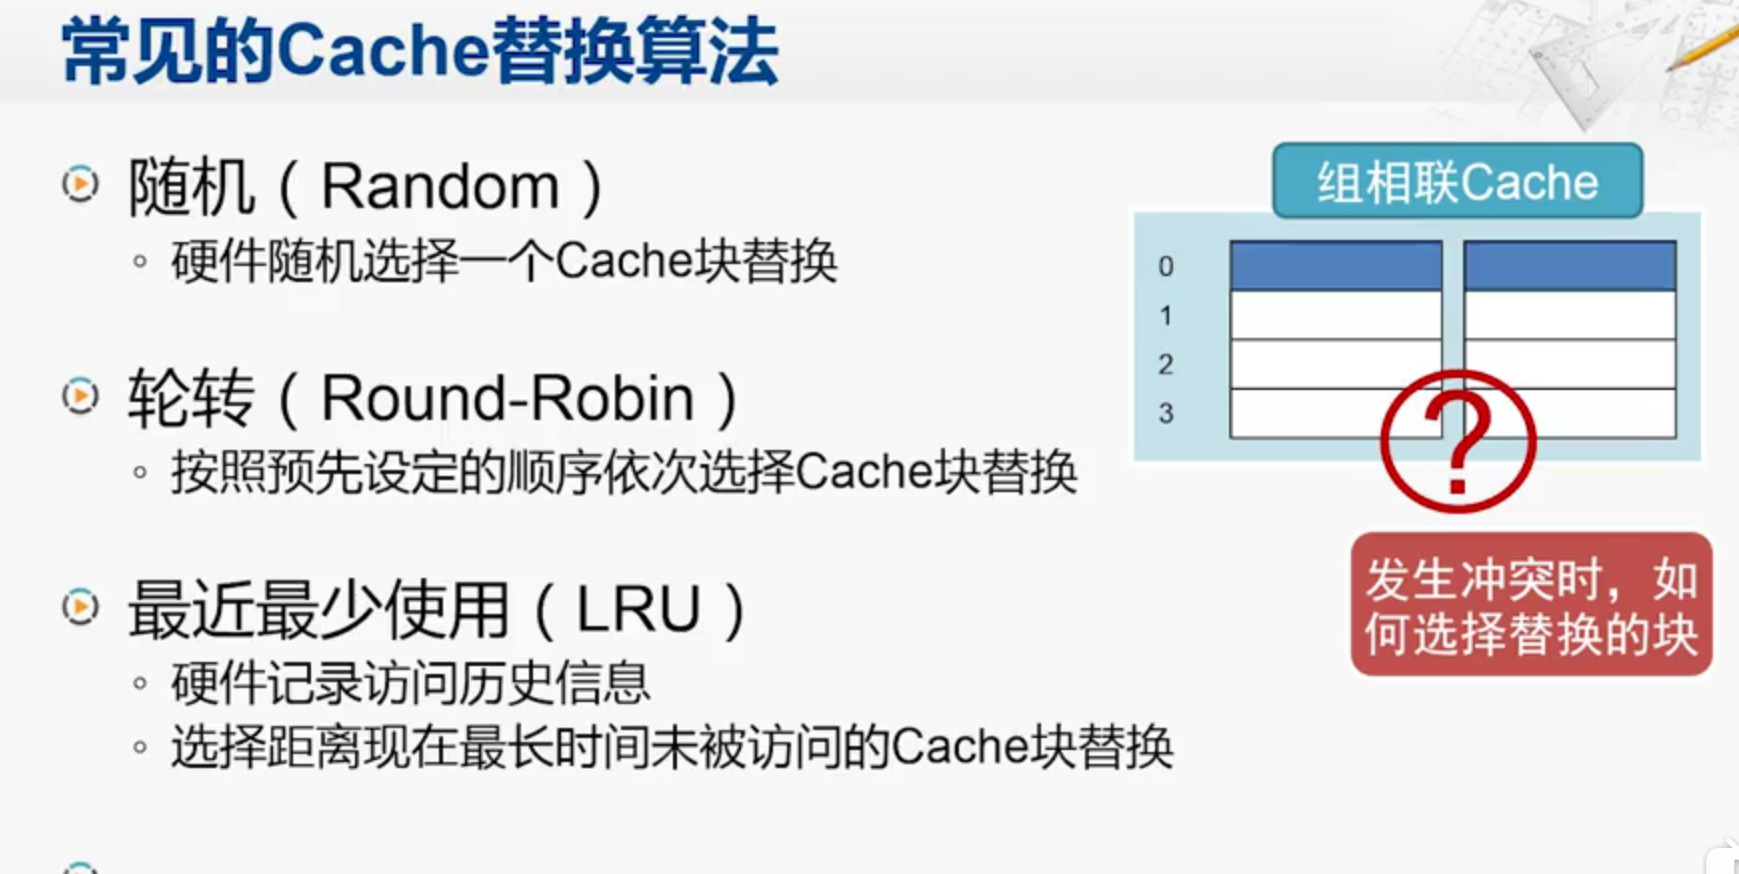 常见的Cache替换算法
随机（Random）
硬件随机选择一个Cache块替换
轮转（Round-Robin）
按照预先设定的顺序依次选择Cache块替换
最近最少使用（LRU）
硬件记录访问历史信息
选择距离现在最长时间未被访问的Cache块替换
组相联Cache
0
1
2
3
?
发生冲突时，如
何选择替换的块